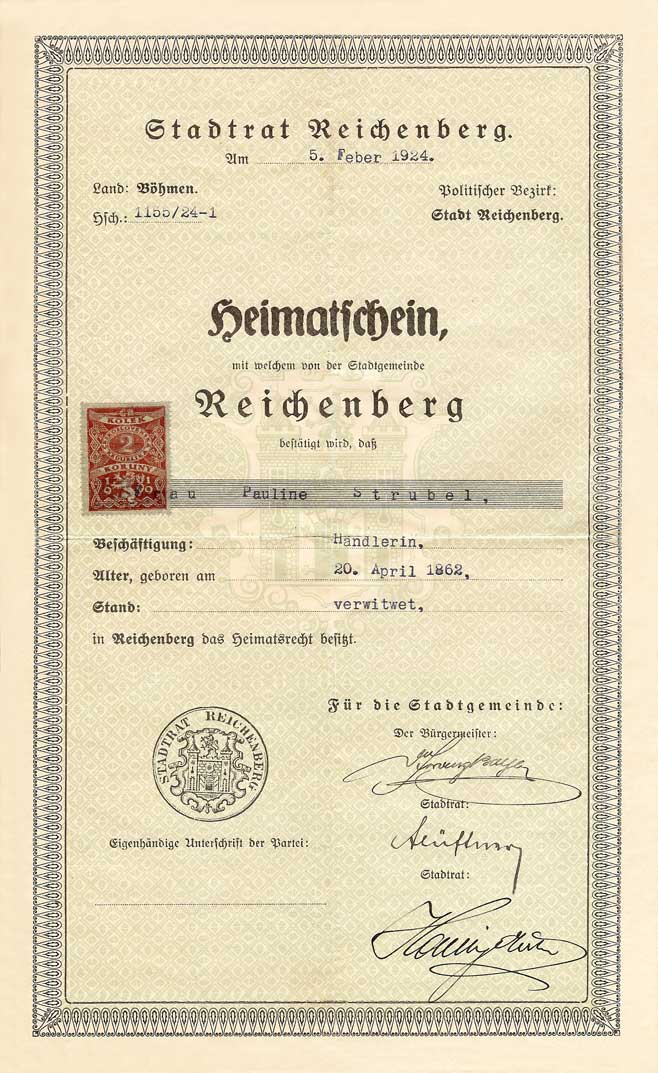 Stadtrat Reichenberg.
Am 5. Feber 1924.
Land: Böhmen.
Politischer Bezirk:
Hsch.: 1155/24-1
Stadt Reichenberg.
Heimatschein,
mit welchem von der Stadtgemeinde
Reichenberg
bestätigt wird, daß
KOLEK
2
KORUNY
Frau Pauline Strubel,
Beschäftigung: Händlerin,
Alter, geboren am 20. April 1862,
Stand: verwitwet,
in Reichenberg das Heimatsrecht besitzt.
Für die Stadtgemeinde:
STADTRAT REICHENBERG
Der Bürgermeister:
Stadtrat:
Eigenhändige Unterschrift der Partei:
Stadtrat: